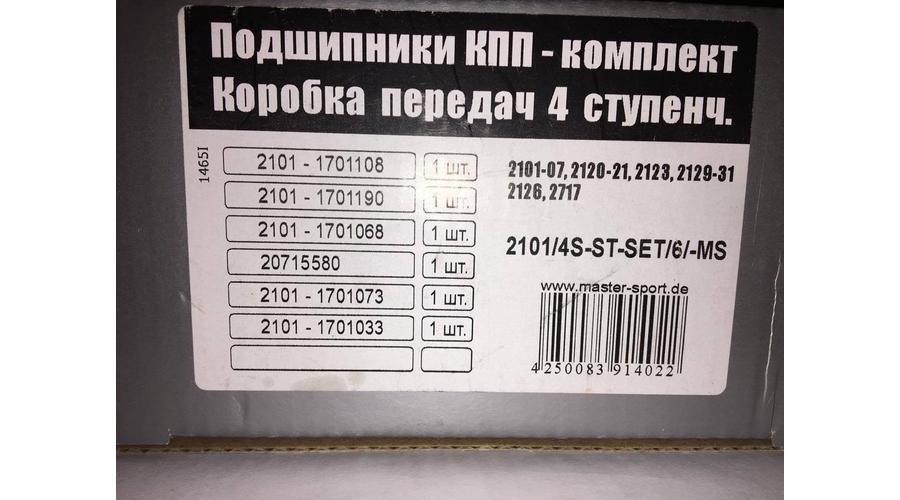 Подшипники КПП - комплект
Коробка передач 4 ступенч.
1465I
2101 - 1701108 1 шт.
2101 - 1701190 1 шт.
2101 - 1701068 1 шт.
20715580 1 шт.
2101 - 1701073 1 шт.
2101 - 1701033 1 шт.
2101-07, 2120-21, 2123, 2129-31
2126, 2717
2101/4S-ST-SET/6/-MS
www.master-sport.de
4 250083 914022